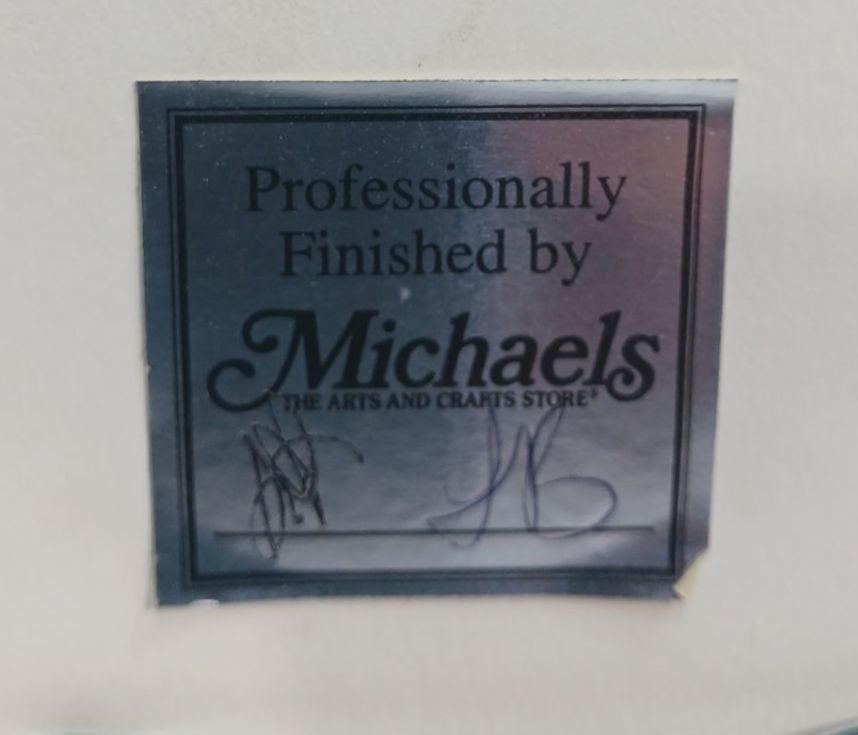 Professionally
Finished by
Michaels
THE ARTS AND CRAFTS STORE®